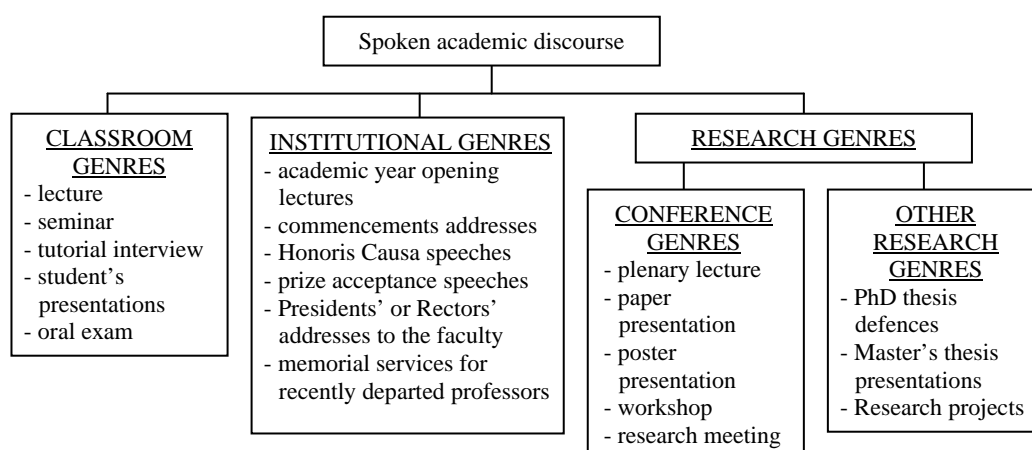 Spoken academic discourse
CLASSROOM
GENRES
- lecture
- seminar
- tutorial interview
- student’s
presentations
- oral exam
INSTITUTIONAL GENRES
- academic year opening
lectures
- commencements addresses
- Honoris Causa speeches
- prize acceptance speeches
- Presidents’ or Rectors’
addresses to the faculty
- memorial services for
recently departed professors
RESEARCH GENRES
CONFERENCE
GENRES
- plenary lecture
- paper
presentation
- poster
presentation
- workshop
- research meeting
OTHER
RESEARCH
GENRES
- PhD thesis
defences
- Master’s thesis
presentations
- Research projects